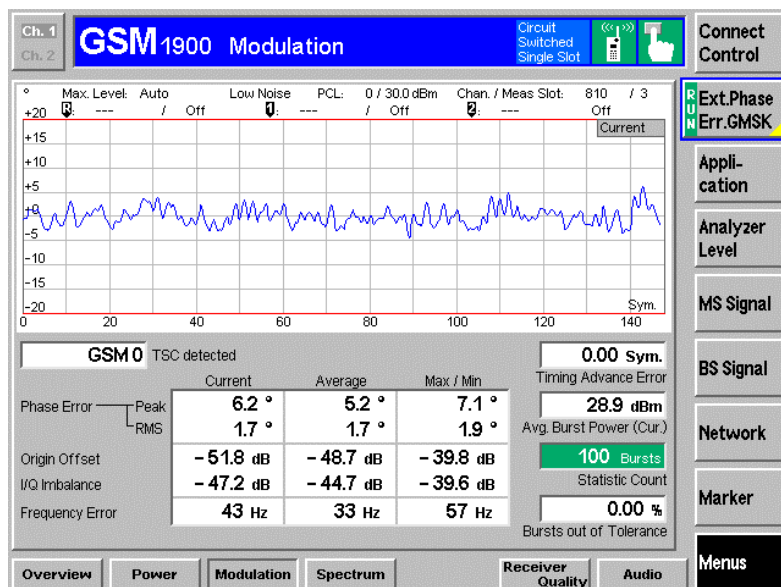 Ch. 1
Ch. 2
GSM 1900 Modulation
Circuit
Switched
Single Slot
Connect
Control
° Max. Level: Auto Low Noise PCL: 0 / 30.0 dBm Chan. / Meas Slot: 810 / 3
+20 R: --- / Off 1: --- / Off 2: --- Off
Current
+15
+10
+5
+0
-5
-10
-15
-20
Sym.
0 20 40 60 80 100 120 140
RUN
Ext.Phase
Err.GMSK
Appli-
cation
Analyzer
Level
MS Signal
BS Signal
Network
Marker
Menus
GSM 0 TSC detected
Current Average Max / Min
Phase Error Peak 6.2 ° 5.2 ° 7.1 °
RMS 1.7 ° 1.7 ° 1.9 °
Origin Offset -51.8 dB -48.7 dB -39.8 dB
I/Q Imbalance -47.2 dB -44.7 dB -39.6 dB
Frequency Error 43 Hz 33 Hz 57 Hz
0.00 Sym.
Timing Advance Error
28.9 dBm
Avg. Burst Power (Cur.)
100 Bursts
Statistic Count
0.00 %
Bursts out of Tolerance
Overview Power Modulation Spectrum Receiver Quality Audio